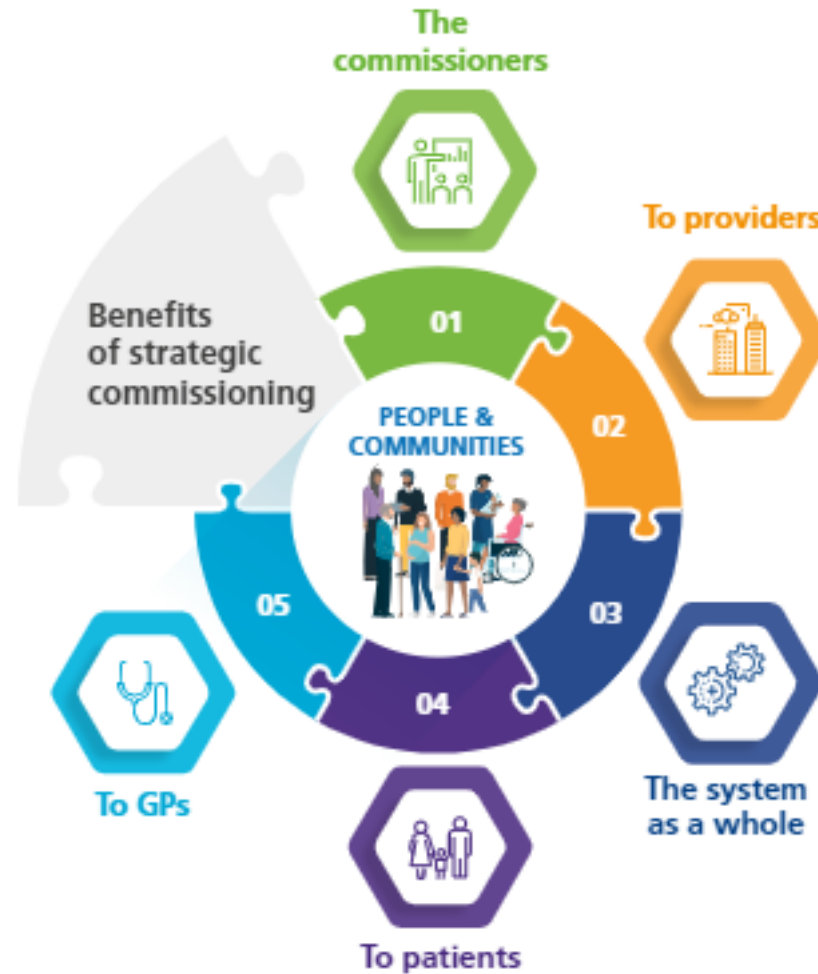 The
commissioners
To providers
Benefits
of strategic
commissioning
01
02
PEOPLE &
COMMUNITIES
03
04
05
The system
as a whole
To GPs
To patients